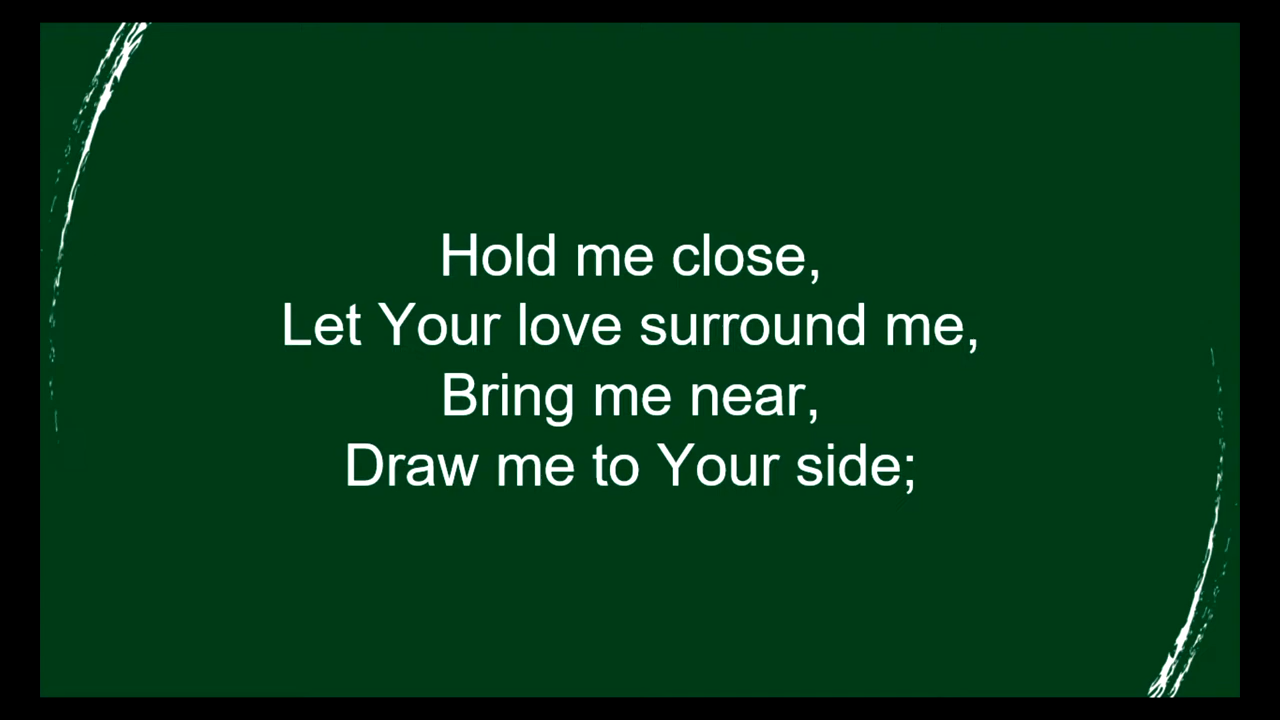 Hold me close,
Let Your love surround me,
Bring me near,
Draw me to Your side;